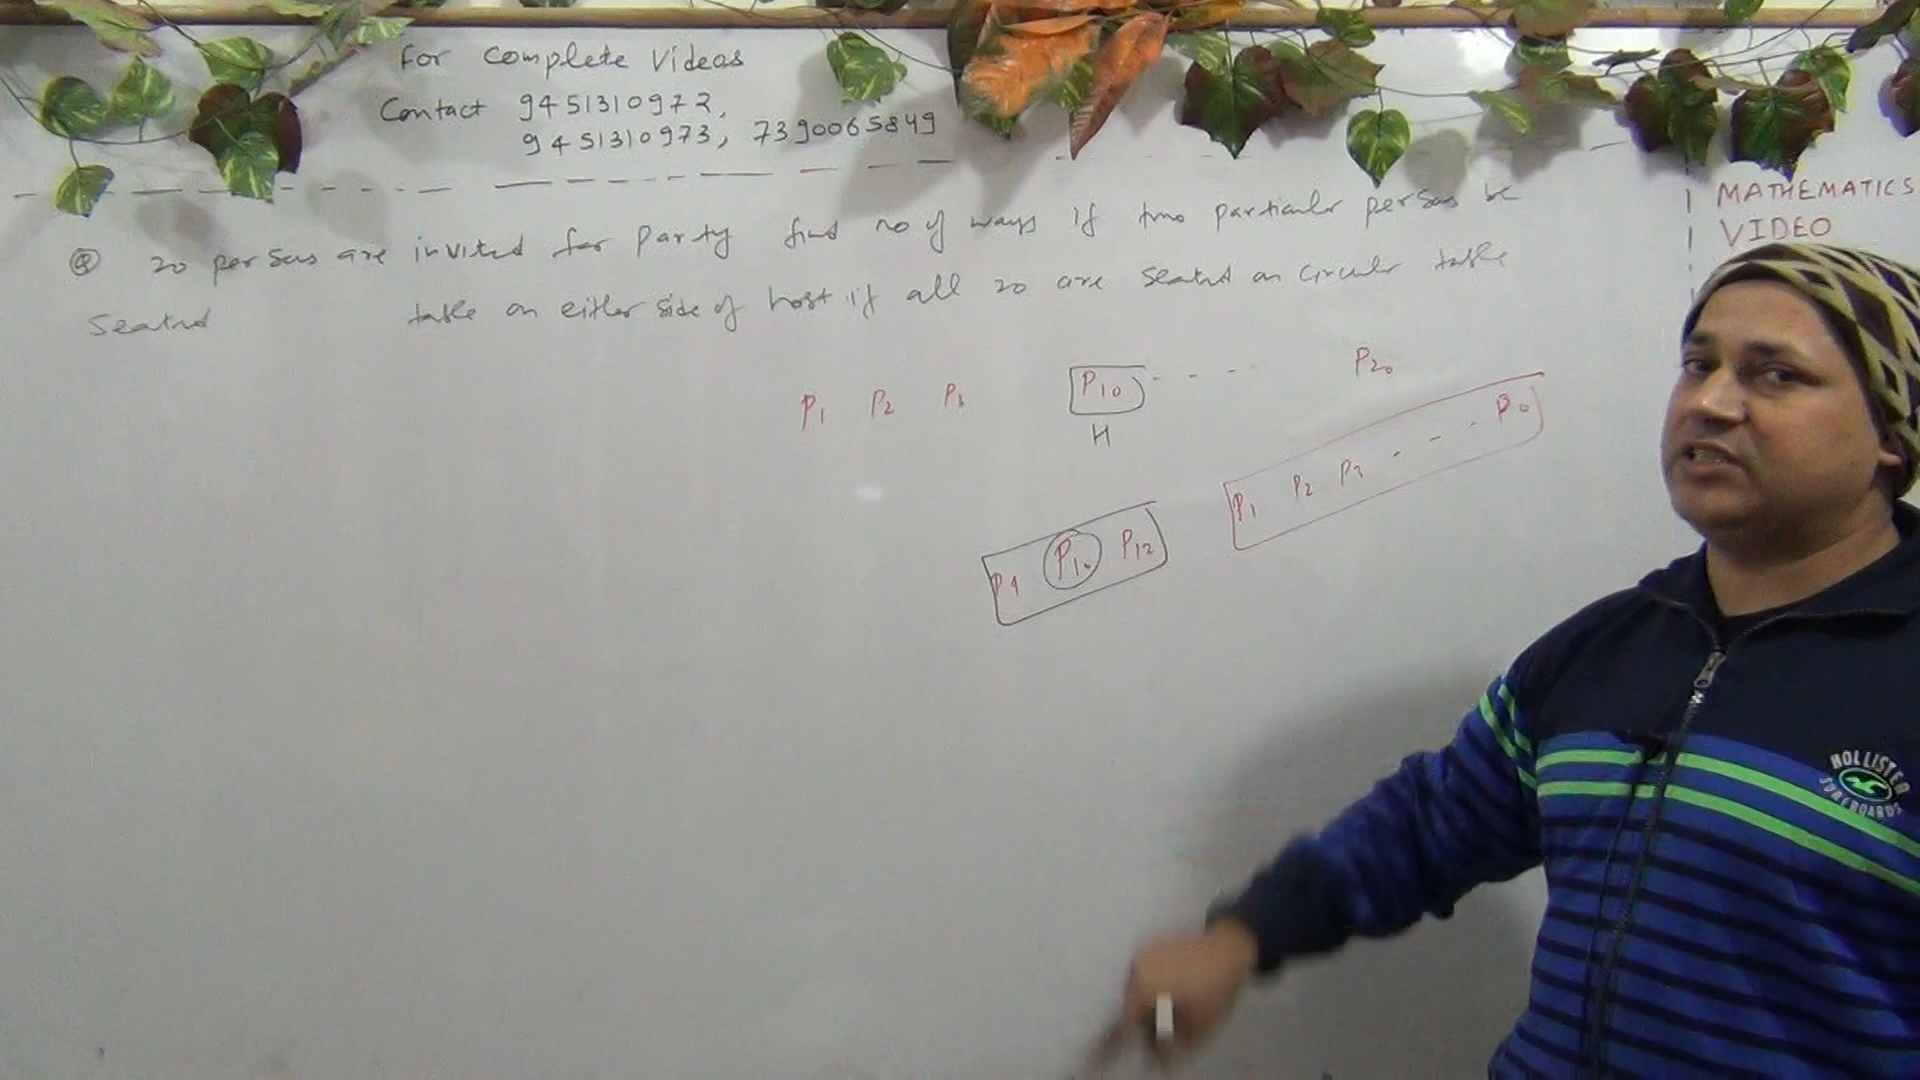 For Complete Videos
Contact 9451310972,
9451310973, 7390065849
MATHEMATICS
VIDEO
Q 20 persons are invited for Party find no of ways if two particular persons be
Seated table on either side of host if all 20 are seated on circular table
P1 P2 P3 P10 - - - - P20
H
P1 P2 P3 - - - P20
P10 P12
HOLLISTER
SURFBOARDS